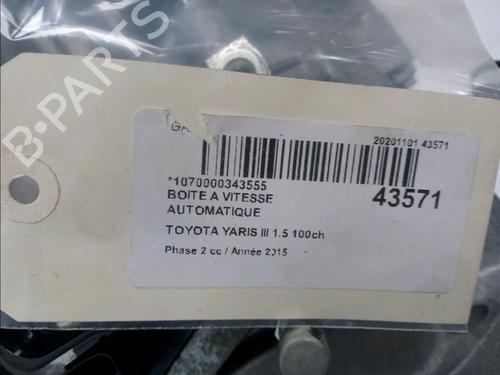 B-PARTS
GA
20201101 43571
*1070000343555
BOITE A VITESSE
AUTOMATIQUE
43571
TOYOTA YARIS III 1.5 100ch
Phase 2 cc / Année 2015